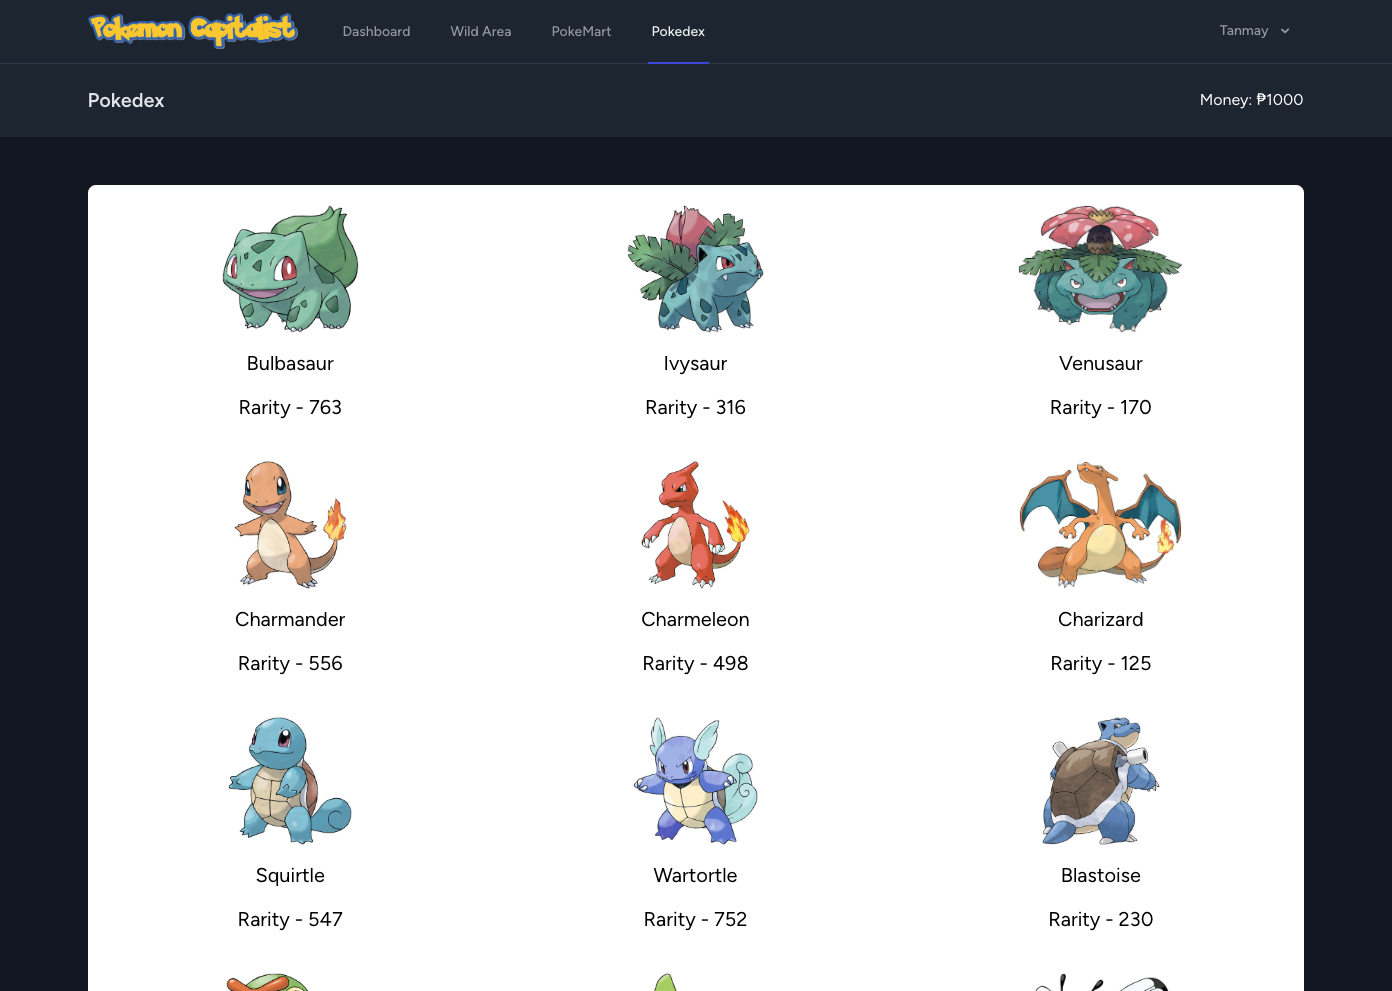 Pokemon Capitalist Dashboard Wild Area PokeMart Pokedex Tanmay
Pokedex Money: ₱1000
Bulbasaur Ivysaur Venusaur
Rarity - 763 Rarity - 316 Rarity - 170
Charmander Charmeleon Charizard
Rarity - 556 Rarity - 498 Rarity - 125
Squirtle Wartortle Blastoise
Rarity - 547 Rarity - 752 Rarity - 230